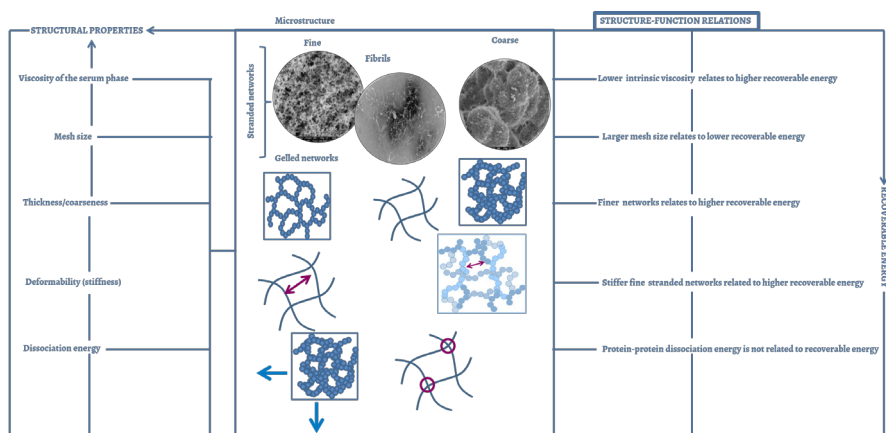 Microstructure
STRUCTURE-FUNCTION RELATIONS
STRUCTURAL PROPERTIES
Fine
Coarse
Fibrils
Stranded networks
Viscosity of the serum phase
Lower intrinsic viscosity relates to higher recoverable energy
Mesh size
Larger mesh size relates to lower recoverable energy
Gelled networks
Thickness/coarseness
Finer networks relates to higher recoverable energy
RECOVERABLE ENERGY
Deformability (stiffness)
Stiffer fine stranded networks related to higher recoverable energy
Dissociation energy
Protein-protein dissociation energy is not related to recoverable energy